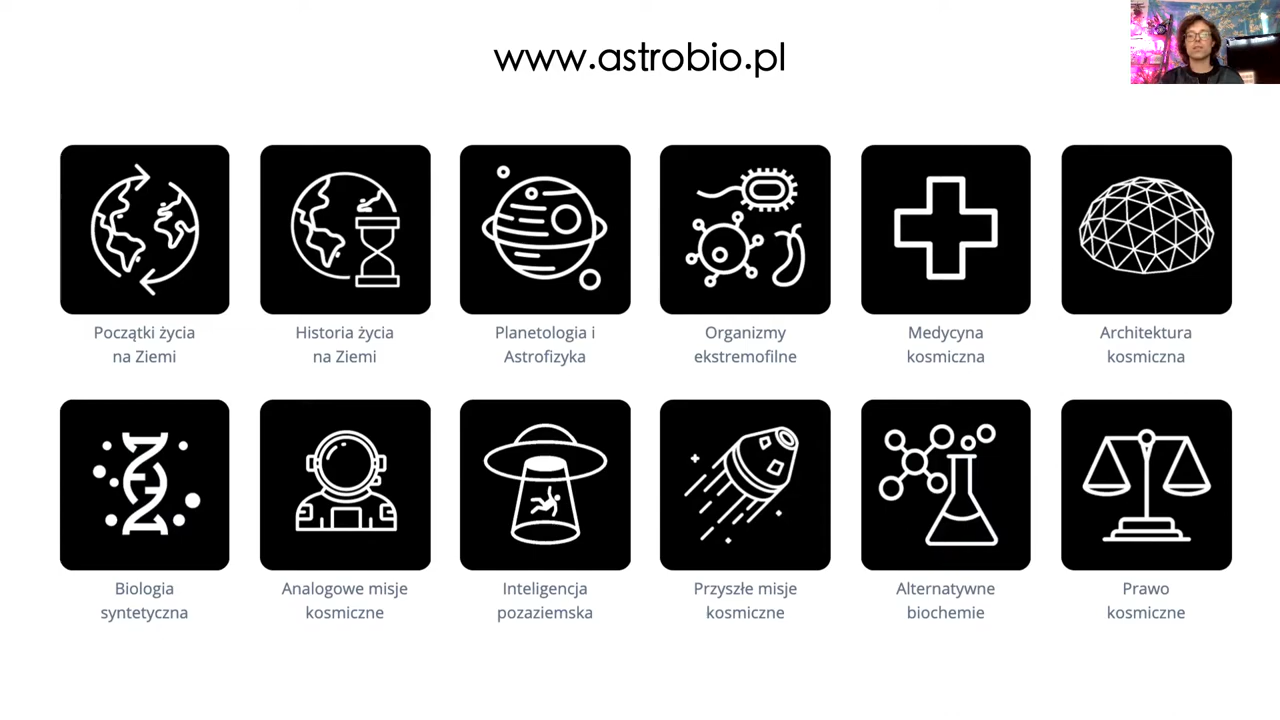 www.astrobio.pl
Początki życia
na Ziemi
Historia życia
na Ziemi
Planetologia i
Astrofizyka
Organizmy
ekstremofilne
Medycyna
kosmiczna
Architektura
kosmiczna
Biologia
syntetyczna
Analogowe misje
kosmiczne
Inteligencja
pozaziemska
Przyszłe misje
kosmiczne
Alternatywne
biochemie
Prawo
kosmiczne